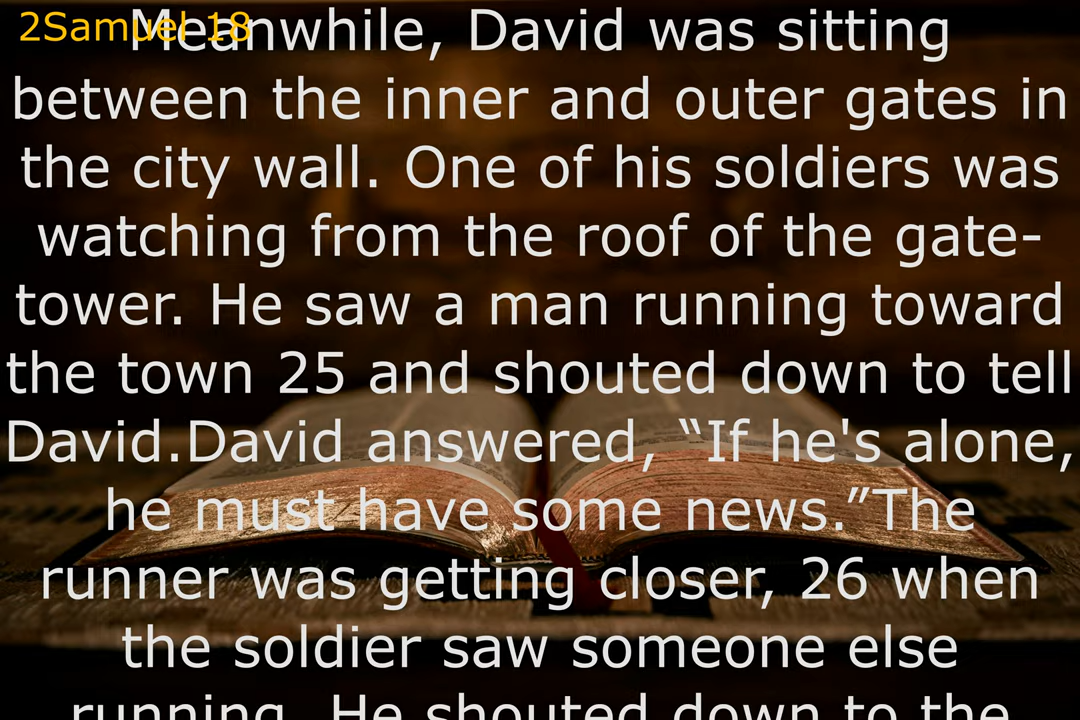 2Samuel 18
Meanwhile, David was sitting
between the inner and outer gates in
the city wall. One of his soldiers was
watching from the roof of the gate-
tower. He saw a man running toward
the town 25 and shouted down to tell
David.David answered, “If he's alone,
he must have some news.”The
runner was getting closer, 26 when
the soldier saw someone else
running. He shouted down to the